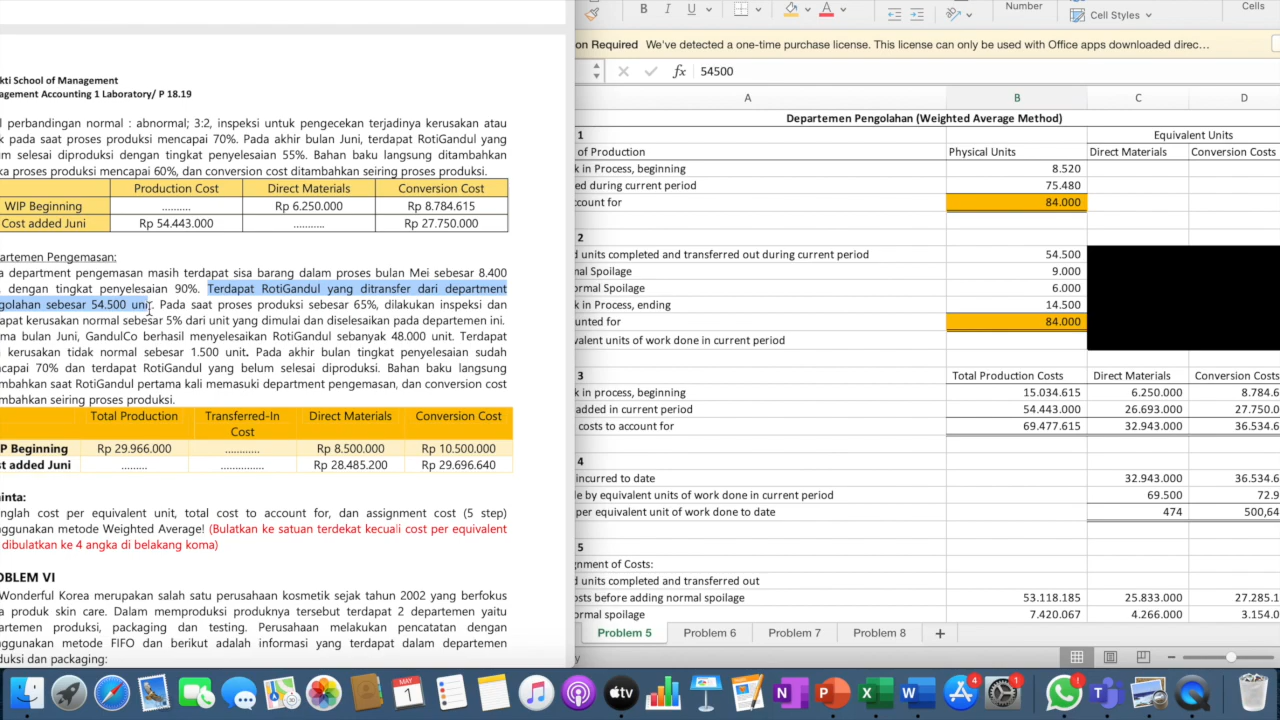 kti School of Management
agement Accounting 1 Laboratory/ P 18.19
l perbandingan normal : abnormal; 3:2, inspeksi untuk pengecekan terjadinya kerusakan atau
k pada saat proses produksi mencapai 70%. Pada akhir bulan Juni, terdapat RotiGandul yang
m selesai diproduksi dengan tingkat penyelesaian 55%. Bahan baku langsung ditambahkan
ka proses produksi mencapai 60%, dan conversion cost ditambahkan seiring proses produksi.
Production Cost Direct Materials Conversion Cost
WIP Beginning .......... Rp 6.250.000 Rp 8.784.615
Cost added Juni Rp 54.443.000 .......... Rp 27.750.000
artemen Pengemasan:
a department pengemasan masih terdapat sisa barang dalam proses bulan Mei sebesar 8.400
, dengan tingkat penyelesaian 90%. Terdapat RotiGandul yang ditransfer dari department
golahan sebesar 54.500 unit. Pada saat proses produksi sebesar 65%, dilakukan inspeksi dan
apat kerusakan normal sebesar 5% dari unit yang dimulai dan diselesaikan pada departemen ini.
ma bulan Juni, GandulCo berhasil menyelesaikan RotiGandul sebanyak 48.000 unit. Terdapat
kerusakan tidak normal sebesar 1.500 unit. Pada akhir bulan tingkat penyelesaian sudah
capai 70% dan terdapat RotiGandul yang belum selesai diproduksi. Bahan baku langsung
mbahkan saat RotiGandul pertama kali memasuki department pengemasan, dan conversion cost
mbahkan seiring proses produksi.
Total Production Transferred-In Cost Direct Materials Conversion Cost
P Beginning Rp 29.966.000 ............ Rp 8.500.000 Rp 10.500.000
st added Juni ......... .............. Rp 28.485.200 Rp 29.696.640
inta:
nglah cost per equivalent unit, total cost to account for, dan assignment cost (5 step)
ggunakan metode Weighted Average! (Bulatkan ke satuan terdekat kecuali cost per equivalent
dibulatkan ke 4 angka di belakang koma)
OBLEM VI
Wonderful Korea merupakan salah satu perusahaan kosmetik sejak tahun 2002 yang berfokus
a produk skin care. Dalam memproduksi produknya tersebut terdapat 2 departemen yaitu
artemen produksi, packaging dan testing. Perusahaan melakukan pencatatan dengan
ggunakan metode FIFO dan berikut adalah informasi yang terdapat dalam departemen
duksi dan packaging:
B I U A Number Cell Styles Cells
on Required We've detected a one-time purchase license. This license can only be used with Office apps downloaded direc...
fx 54500
A B C D
Departemen Pengolahan (Weighted Average Method)
1 Equivalent Units
of Production Physical Units Direct Materials Conversion Costs
k in Process, beginning 8.520
ed during current period 75.480
ccount for 84.000
2
d units completed and transferred out during current period 54.500
mal Spoilage 9.000
ormal Spoilage 6.000
k in Process, ending 14.500
unted for 84.000
valent units of work done in current period
3 Total Production Costs Direct Materials Conversion Costs
k in process, beginning 15.034.615 6.250.000 8.784.6
added in current period 54.443.000 26.693.000 27.750.0
costs to account for 69.477.615 32.943.000 36.534.6
4
incurred to date 32.943.000 36.534.6
de by equivalent units of work done in current period 69.500 72.9
per equivalent unit of work done to date 474 500,64
5
gnment of Costs:
d units completed and transferred out
osts before adding normal spoilage 53.118.185 25.833.000 27.285.1
ormal spoilage 7.420.067 4.266.000 3.154.0
Problem 5 Problem 6 Problem 7 Problem 8 +
y
MAY 1 tv N P X W 4 1 1 T